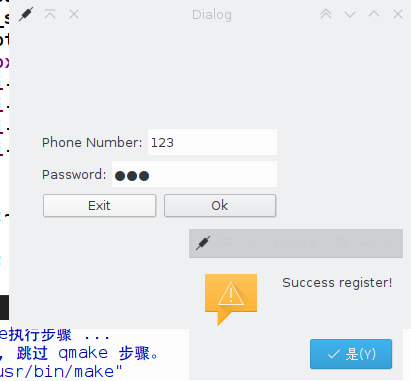 Dialog
Phone Number: 123
Password: ●●●
Exit
Ok
Success register!
是(Y)
e执行步骤 ...
, 跳过 qmake 步骤。
usr/bin/make"